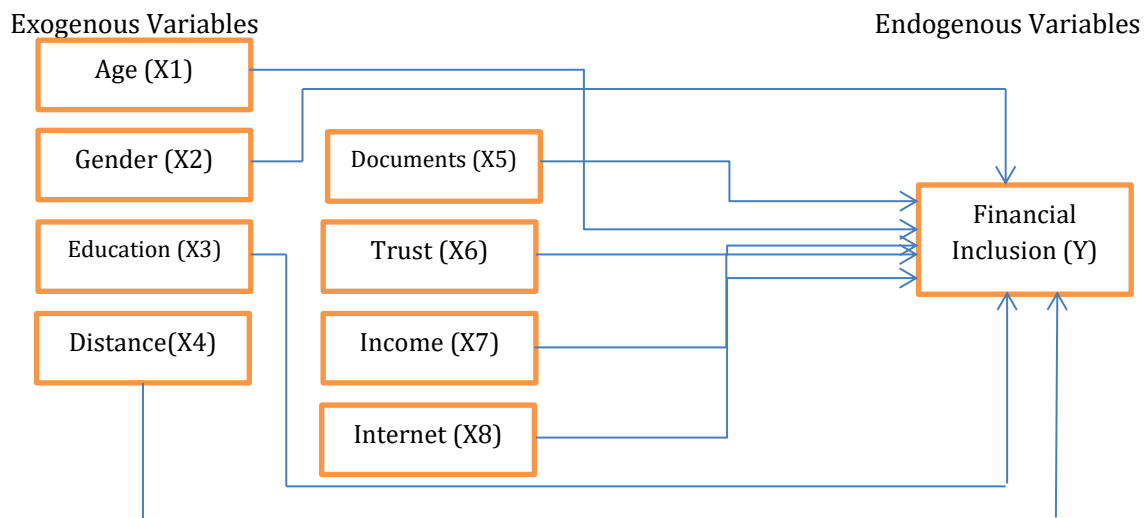 Exogenous Variables
Endogenous Variables
Age (X1)
Gender (X2)
Education (X3)
Distance(X4)
Documents (X5)
Trust (X6)
Income (X7)
Internet (X8)
Financial
Inclusion (Y)